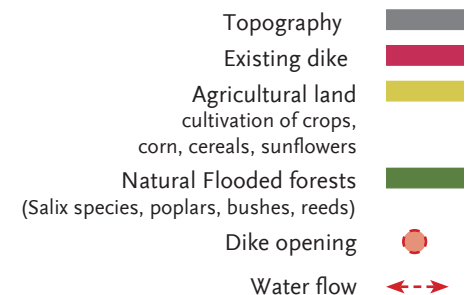 Topography
Existing dike
Agricultural land
cultivation of crops,
corn, cereals, sunflowers
Natural Flooded forests
(Salix species, poplars, bushes, reeds)
Dike opening
Water flow